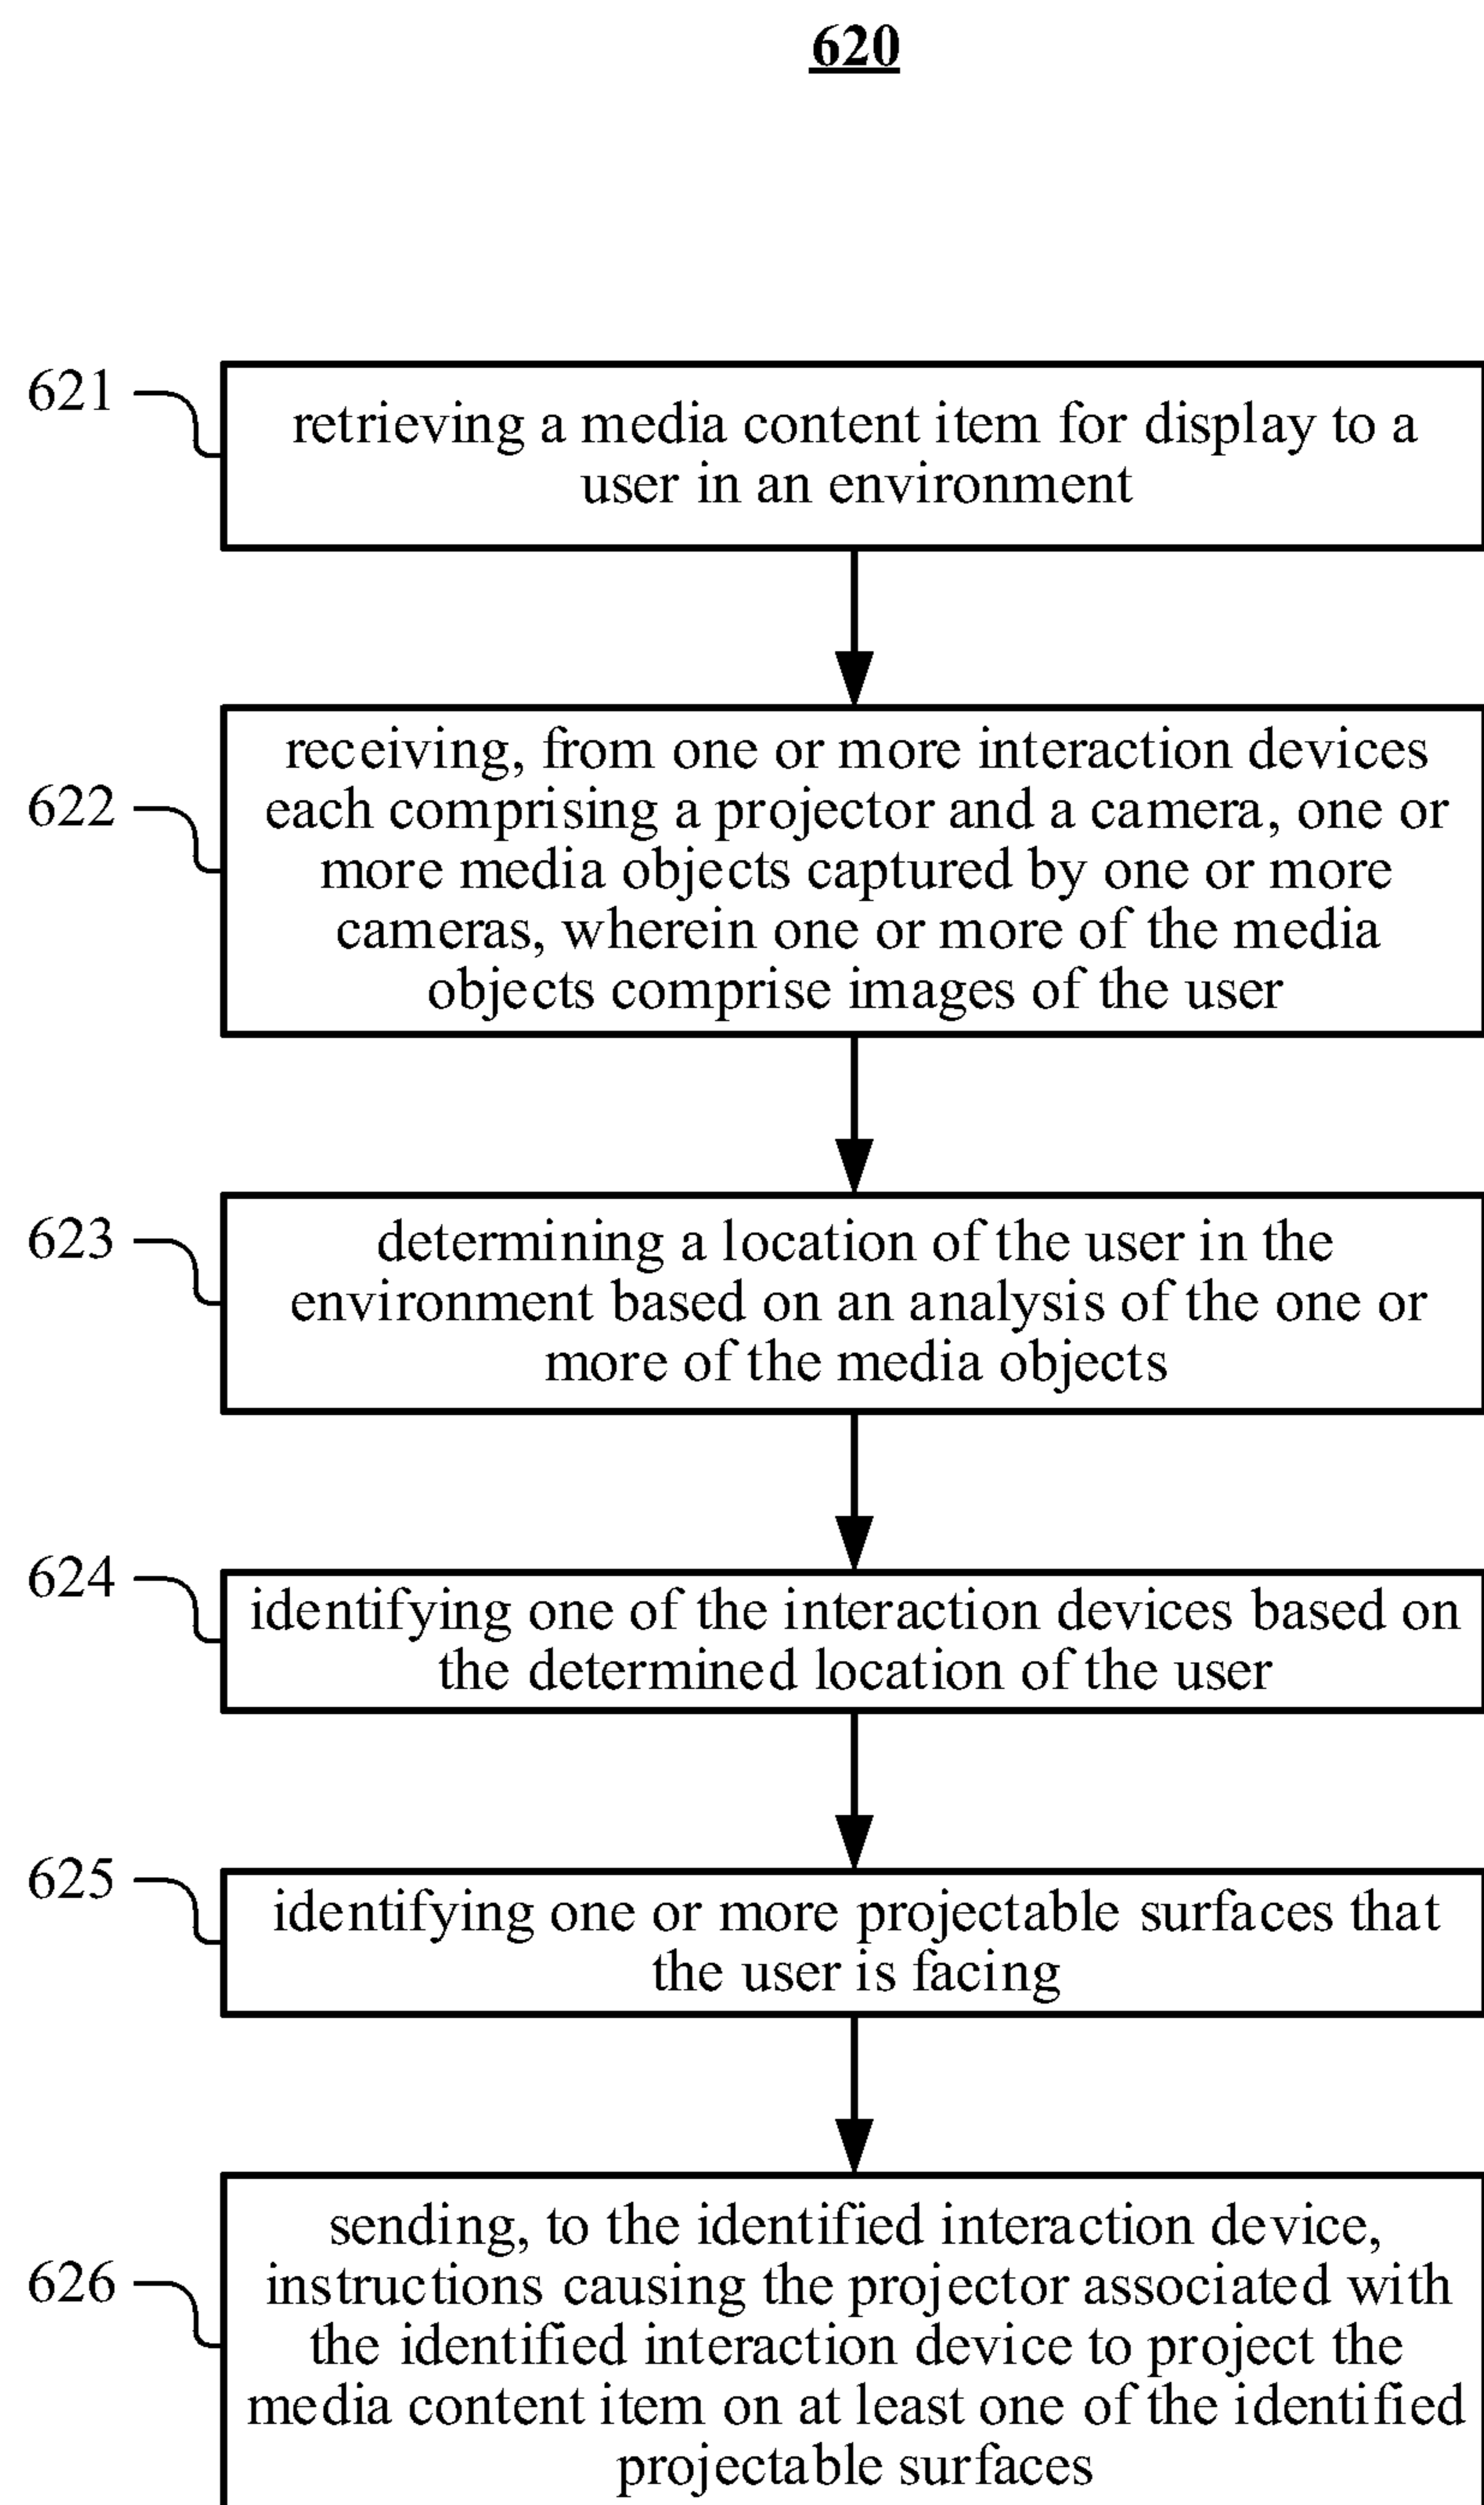 620
621
retrieving a media content item for display to a
user in an environment
622
receiving, from one or more interaction devices
each comprising a projector and a camera, one or
more media objects captured by one or more
cameras, wherein one or more of the media
objects comprise images of the user
623
determining a location of the user in the
environment based on an analysis of the one or
more of the media objects
624
identifying one of the interaction devices based on
the determined location of the user
625
identifying one or more projectable surfaces that
the user is facing
626
sending, to the identified interaction device,
instructions causing the projector associated with
the identified interaction device to project the
media content item on at least one of the identified
projectable surfaces